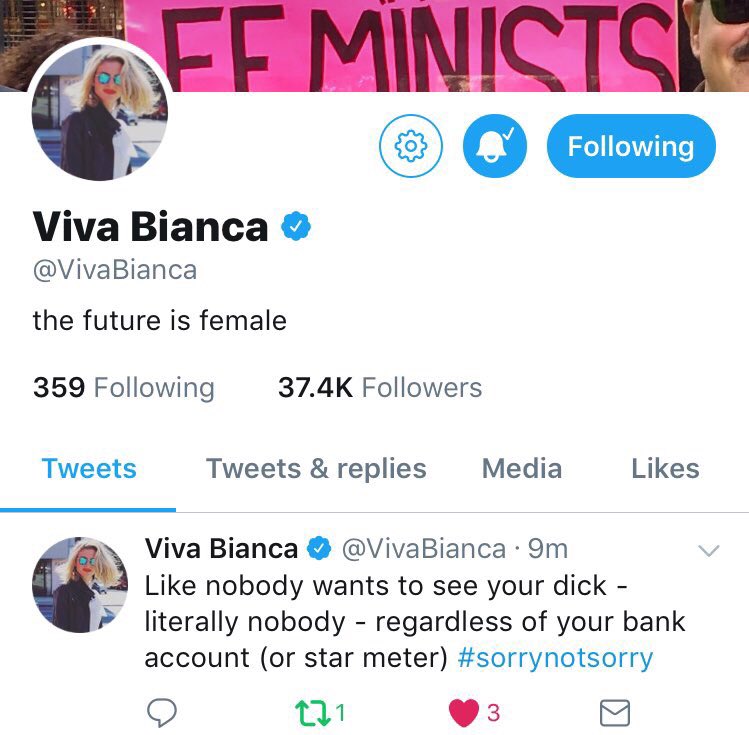 FEMINISTS
Following
Viva Bianca
@VivaBianca
the future is female
359 Following 37.4K Followers
Tweets Tweets & replies Media Likes
Viva Bianca @VivaBianca · 9m
Like nobody wants to see your dick -
literally nobody - regardless of your bank
account (or star meter) #sorrynotsorry
1 3